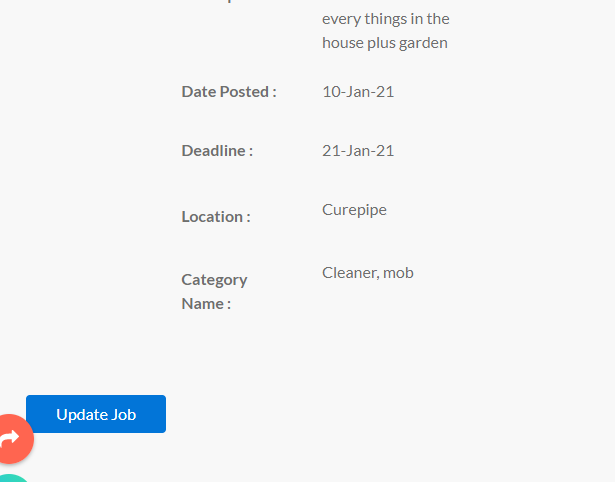 every things in the
house plus garden
Date Posted : 10-Jan-21
Deadline : 21-Jan-21
Location : Curepipe
Category Name : Cleaner, mob
Update Job